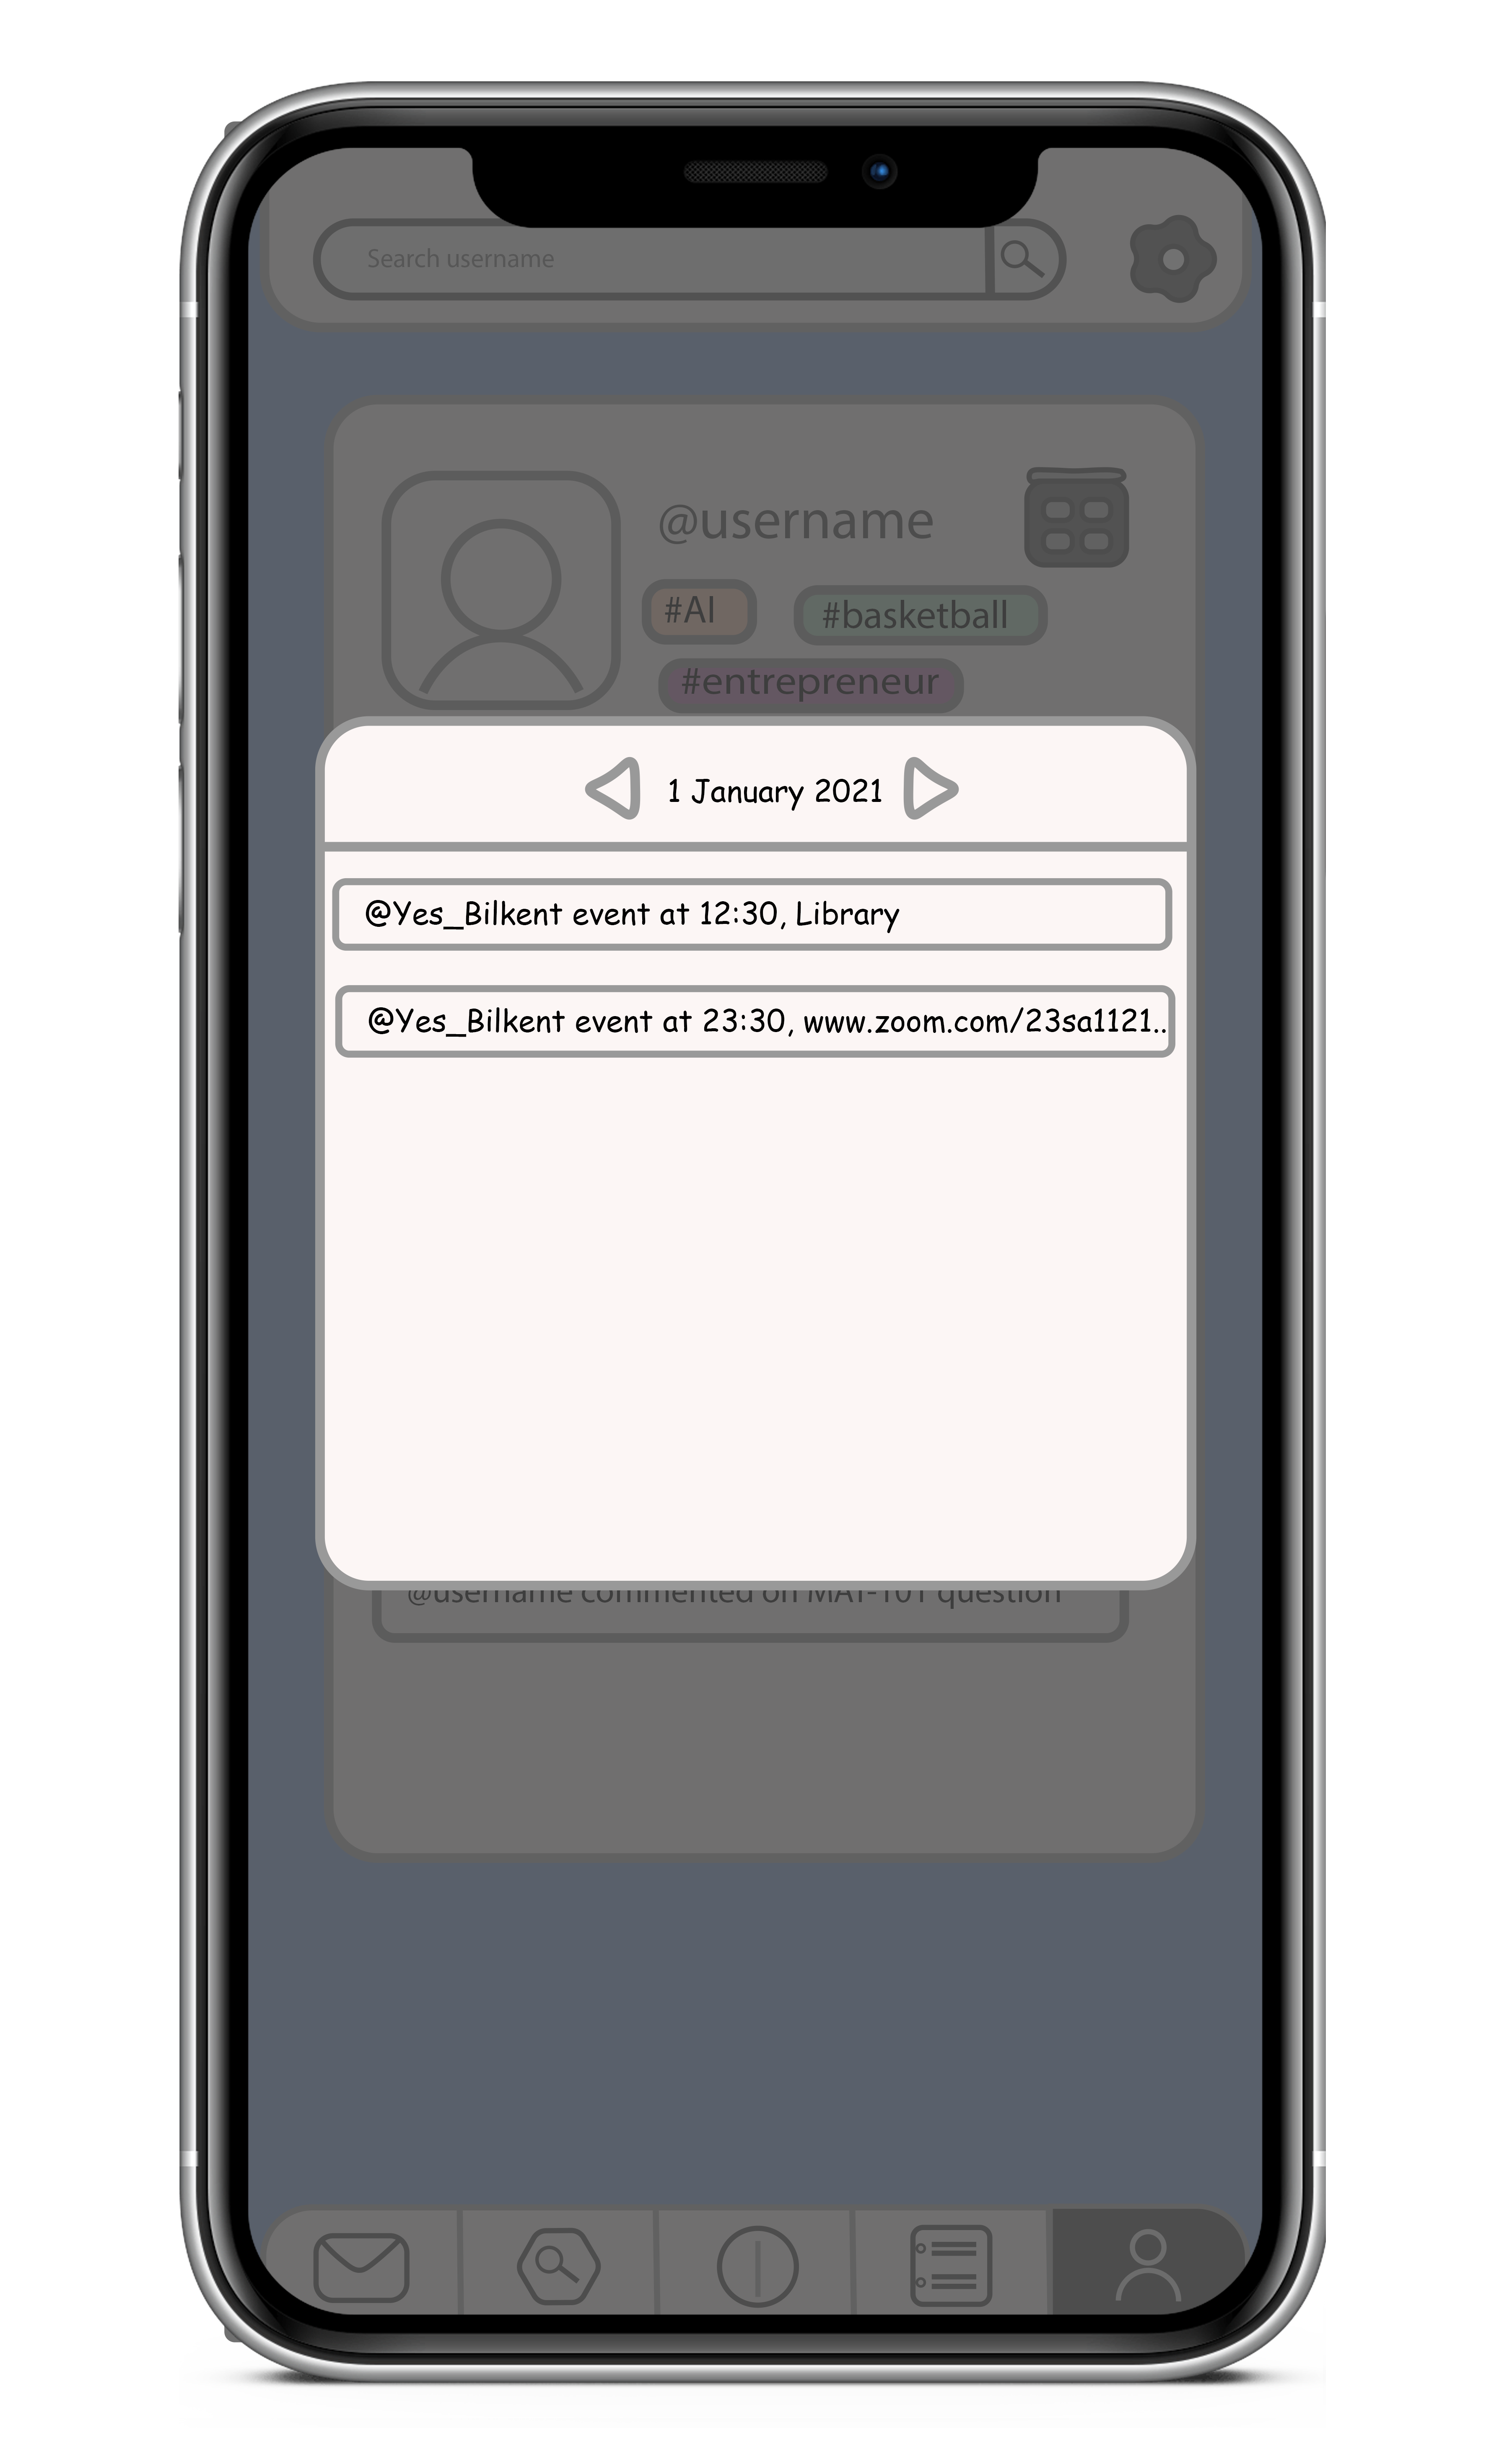 Search username
@username
#AI
#basketball
#entrepreneur
1 January 2021
@Yes_Bilkent event at 12:30, Library
@Yes_Bilkent event at 23:30, www.zoom.com/23sa1121..
@username commented on MAT-101 question